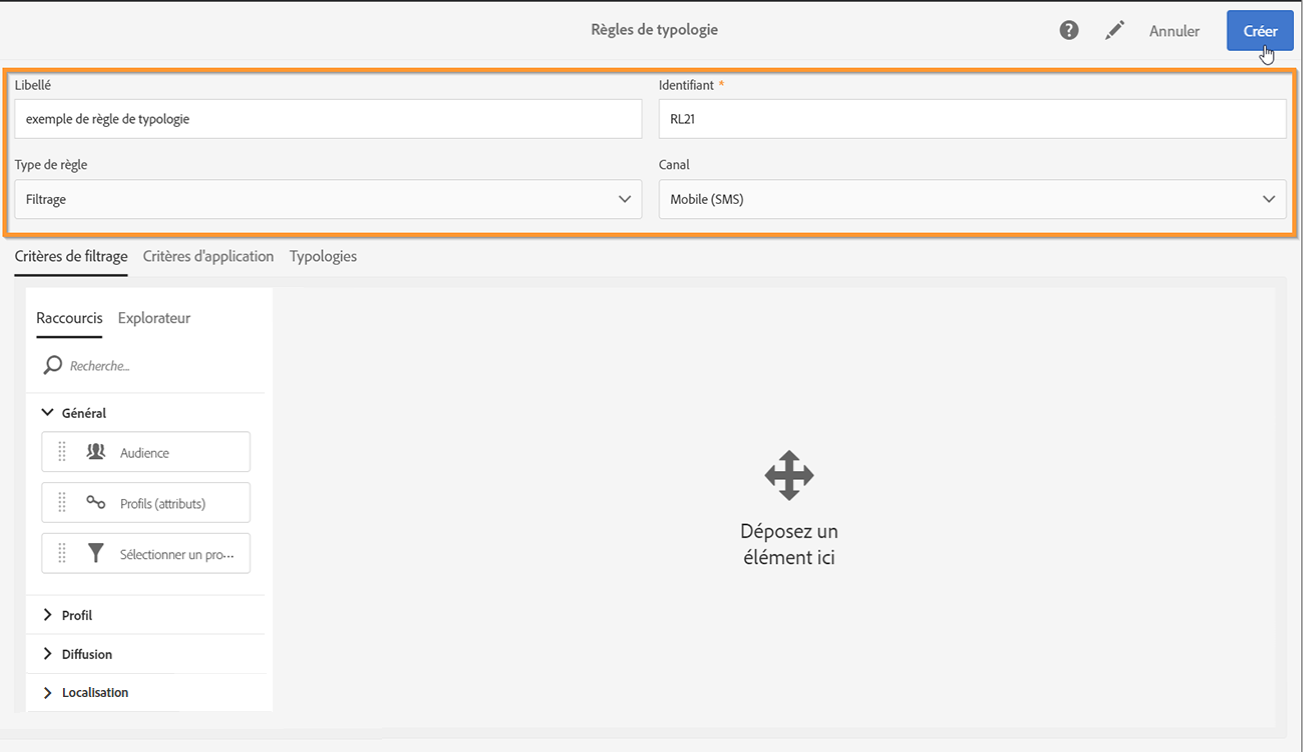 Règles de typologie
Annuler
Créer
Libellé
Identifiant *
exemple de règle de typologie
RL21
Type de règle
Canal
Filtrage
Mobile (SMS)
Critères de filtrage
Critères d'application
Typologies
Raccourcis
Explorateur
Recherche...
Général
Audience
Profils (attributs)
Sélectionner un pro...
Profil
Diffusion
Localisation
Déposez un
élément ici